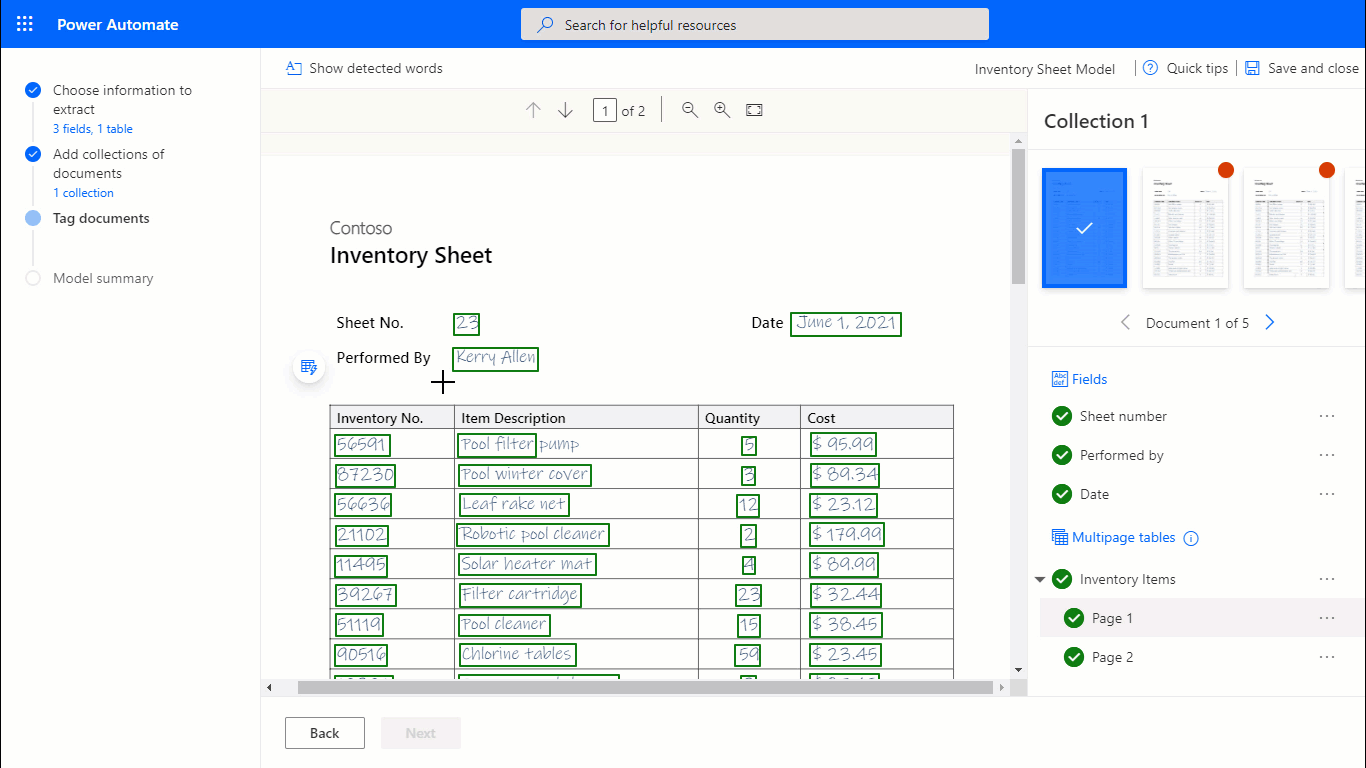 Power Automate
Search for helpful resources
Choose information to
extract
3 fields, 1 table
Add collections of
documents
1 collection
Tag documents
Model summary
Show detected words
Inventory Sheet Model
Quick tips
Save and close
1 of 2
Contoso
Inventory Sheet
Sheet No. 23
Date June 1, 2021
Performed By Kerry Allen
Inventory No. Item Description Quantity Cost
56591 Pool filter pump 5 $ 95.99
87230 Pool winter cover 3 $ 89.34
56636 Leaf rake net 12 $ 23.12
21102 Robotic pool cleaner 2 $ 179.99
11495 Solar heater mat 4 $ 89.99
39267 Filter cartridge 23 $ 32.44
51119 Pool cleaner 15 $ 38.45
90516 Chlorine tables 59 $ 23.45
Collection 1
Document 1 of 5
Abc
def
Fields
Sheet number
Performed by
Date
Multipage tables
Inventory Items
Page 1
Page 2
Back
Next